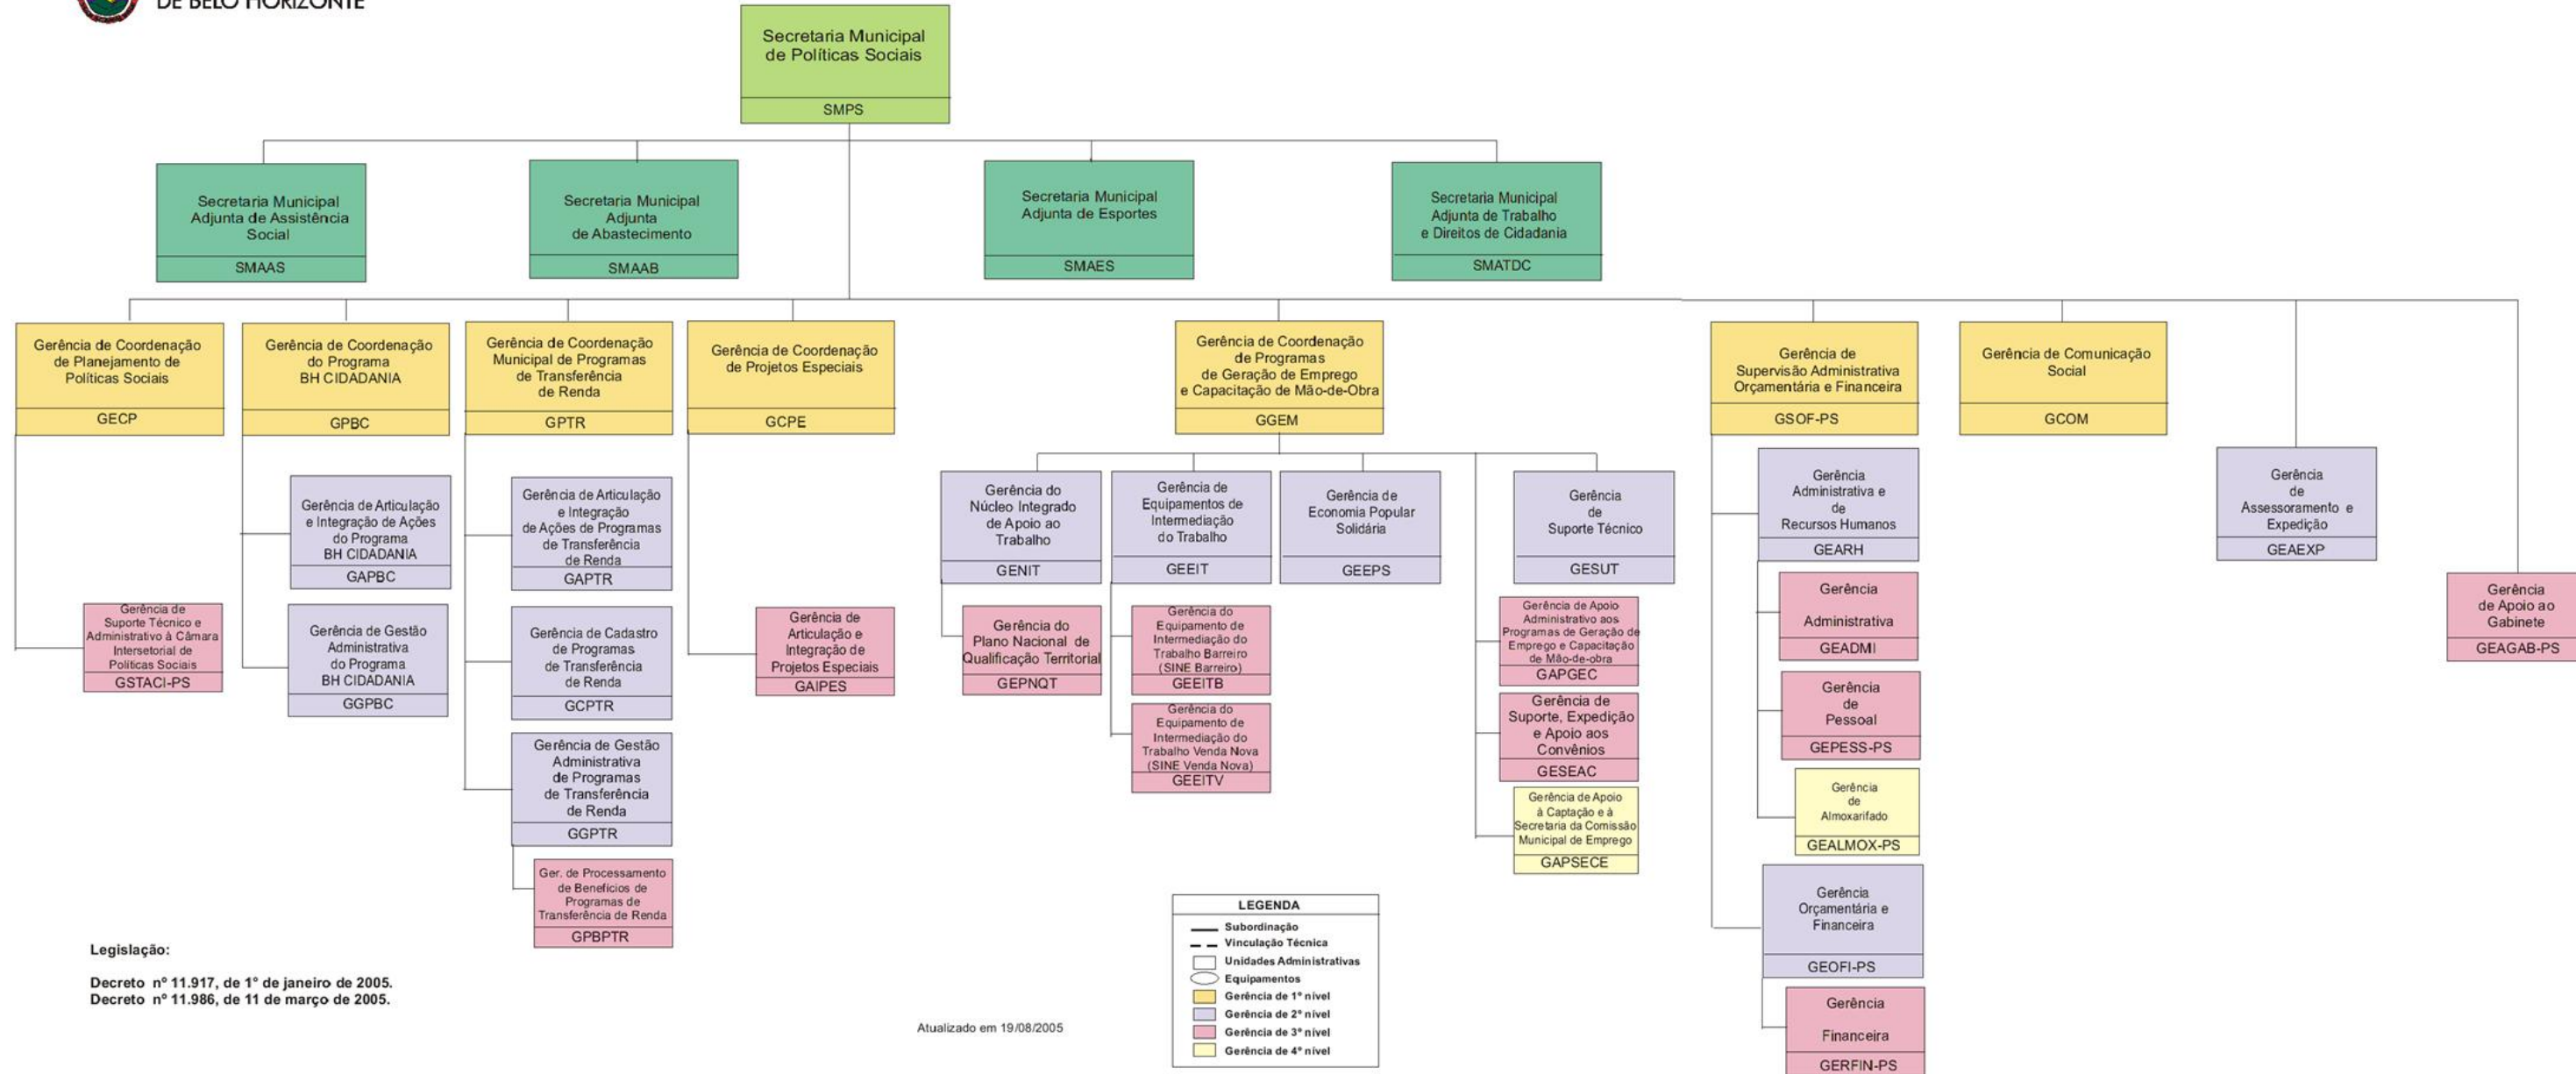 DE BELO HORIZONTE
Secretaria Municipal
de Políticas Sociais
SMPS
Secretaria Municipal
Adjunta de Assistência
Social
SMAAS
Secretaria Municipal
Adjunta
de Abastecimento
SMAAB
Secretaria Municipal
Adjunta de Esportes
SMAES
Secretaria Municipal
Adjunta de Trabalho
e Direitos de Cidadania
SMATDC
Gerência de Coordenação
de Planejamento de
Políticas Sociais
GECP
Gerência de Coordenação
do Programa
BH CIDADANIA
GPBC
Gerência de Coordenação
Municipal de Programas
de Transferência
de Renda
GPTR
Gerência de Coordenação
de Projetos Especiais
GCPE
Gerência de Coordenação
de Programas
de Geração de Emprego
e Capacitação de Mão-de-Obra
GGEM
Gerência de
Supervisão Administrativa
Orçamentária e Financeira
GSOF-PS
Gerência de Comunicação
Social
GCOM
Gerência de
Suporte Técnico e
Administrativo à Câmara
Intersetorial de
Políticas Sociais
GSTACI-PS
Gerência de Articulação
e Integração de Ações
do Programa
BH CIDADANIA
GAPBC
Gerência de Gestão
Administrativa
do Programa
BH CIDADANIA
GGPBC
Gerência de Articulação
e Integração
de Ações de Programas
de Transferência
de Renda
GAPTR
Gerência de Cadastro
de Programas
de Transferência
de Renda
GCPTR
Gerência de Gestão
Administrativa
de Programas
de Transferência
de Renda
GGPTR
Ger. de Processamento
de Benefícios de
Programas de
Transferência de Renda
GPBPTR
Gerência de
Articulação e
Integração de
Projetos Especiais
GAIPES
Gerência do
Núcleo Integrado
de Apoio ao
Trabalho
GENIT
Gerência do
Plano Nacional de
Qualificação Territorial
GEPNQT
Gerência de
Equipamentos de
Intermediação
do Trabalho
GEEIT
Gerência do
Equipamento de
Intermediação do
Trabalho Barreiro
(SINE Barreiro)
GEEITB
Gerência do
Equipamento de
Intermediação do
Trabalho Venda Nova
(SINE Venda Nova)
GEEITV
Gerência de
Economia Popular
Solidária
GEEPS
Gerência
de
Suporte Técnico
GESUT
Gerência de Apoio
Administrativo aos
Programas de Geração de
Emprego e Capacitação
de Mão-de-obra
GAPGEC
Gerência de
Suporte, Expedição
e Apoio aos
Convênios
GESEAC
Gerência de Apoio
à Captação e à
Secretaria da Comissão
Municipal de Emprego
GAPSECE
Gerência
Administrativa e
de
Recursos Humanos
GEARH
Gerência
Administrativa
GEADMI
Gerência
de
Pessoal
GEPESS-PS
Gerência
de
Almoxarifado
GEALMOX-PS
Gerência
Orçamentária e
Financeira
GEOFI-PS
Gerência
Financeira
GERFIN-PS
Gerência
de
Assessoramento e
Expedição
GEAEXP
Gerência
de Apoio ao
Gabinete
GEAGAB-PS
Legislação:
Decreto nº 11.917, de 1º de janeiro de 2005.
Decreto nº 11.986, de 11 de março de 2005.
Atualizado em 19/08/2005
LEGENDA
Subordinação
Vinculação Técnica
Unidades Administrativas
Equipamentos
Gerência de 1º nível
Gerência de 2º nível
Gerência de 3º nível
Gerência de 4º nível